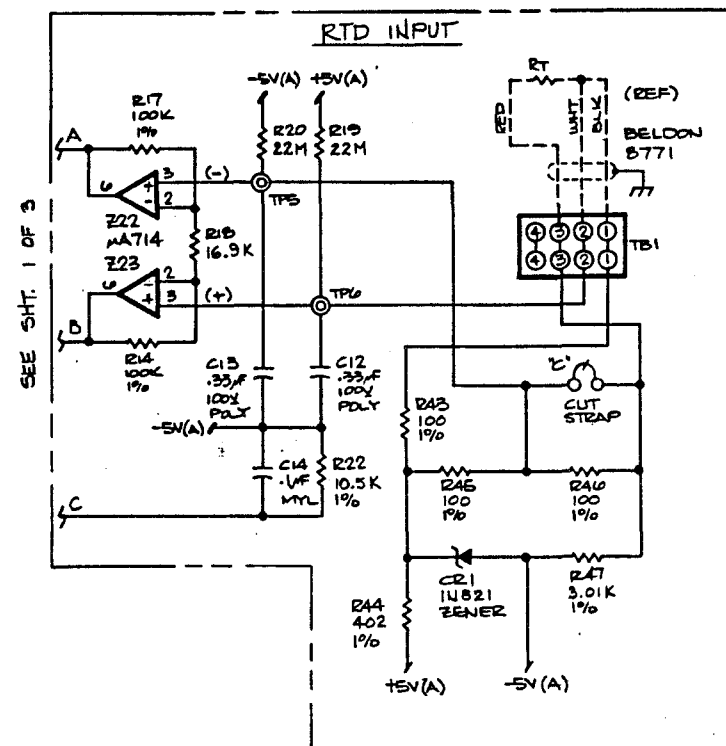 RTD INPUT
-5V(A) +5V(A)
R17
100K
1%
A
R20
22M
R19
22M
RT
RED
WHT
BLK
(REF)
BELDON
8771
6
+ 3 (-)
- 2
TP5
Z22
µA714
Z23
R18
16.9K
4 3 2 1
4 3 2 1
TB1
SEE SHT. 1 OF 3
6
- 2
+ 3 (+)
TP6
B
R14
100K
1%
C13
.33µF
100V
POLY
C12
.33µF
100V
POLY
"C"
CUT
STRAP
R43
100
1%
-5V(A)
C14
.1µF
MYL
R22
10.5K
1%
R45
100
1%
R46
100
1%
C
CR1
1N821
ZENER
R47
3.01K
1%
R44
402
1%
+5V(A)
-5V(A)